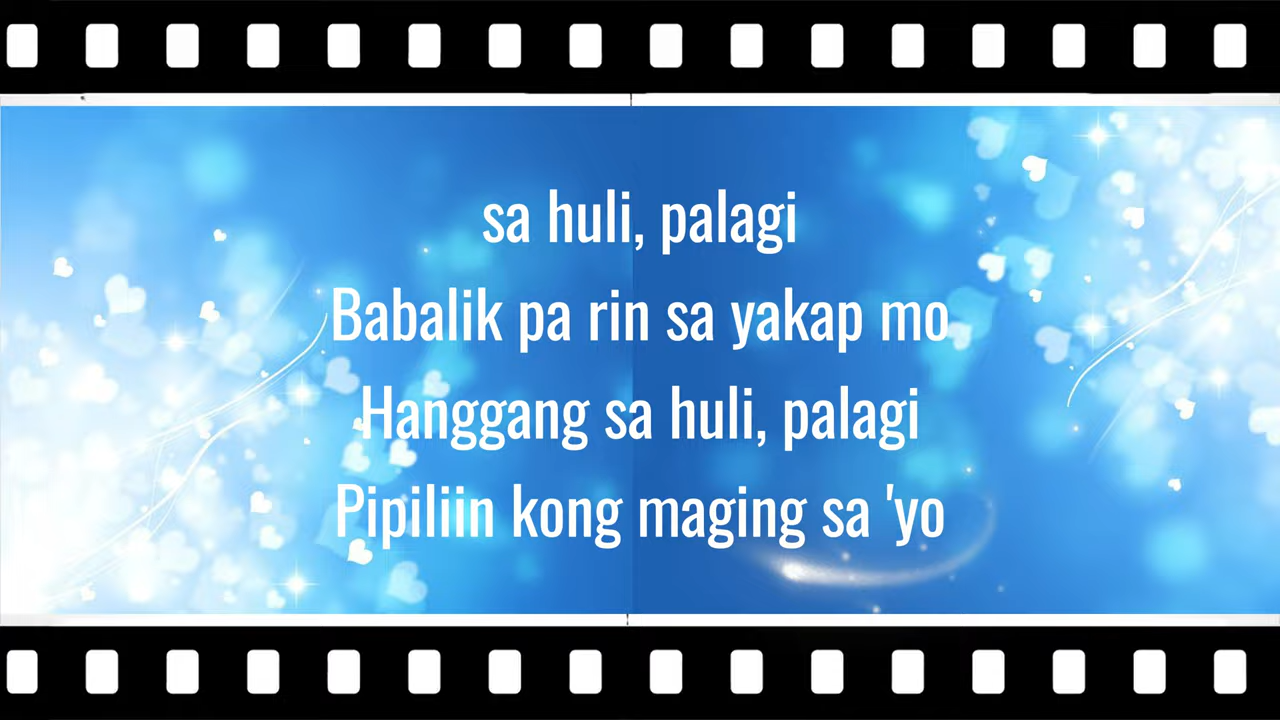 sa huli, palagi
Babalik pa rin sa yakap mo
Hanggang sa huli, palagi
Pipiliin kong maging sa 'yo